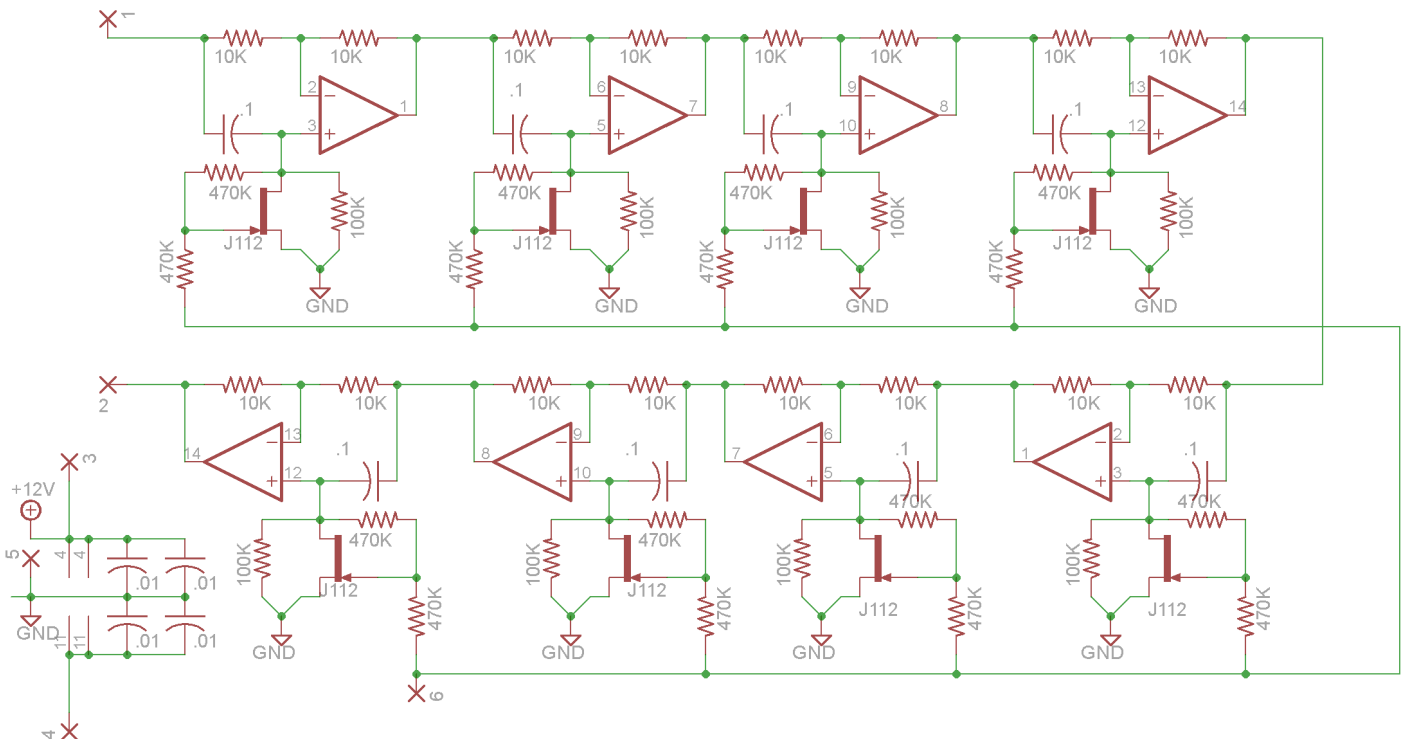 1
10K 10K 10K 10K 10K 10K 10K 10K
2 1 6 7 9 8 13 14
.1 .1 .1 .1
3 5 10 12
470K 470K 470K 470K
100K 100K 100K 100K
J112 J112 J112 J112
470K 470K 470K 470K
GND GND GND GND
2
10K 10K 10K 10K 10K 10K 10K 10K
14 13 8 9 7 6 1 2
.1 .1 .1 .1
12 10 5 3
3
+12V
470K 470K 470K 470K
100K 100K 100K 100K
5
4 4
.01 .01
J112 J112 J112 J112
470K 470K 470K 470K
GND
11 11
.01 .01
GND GND GND GND
6
4